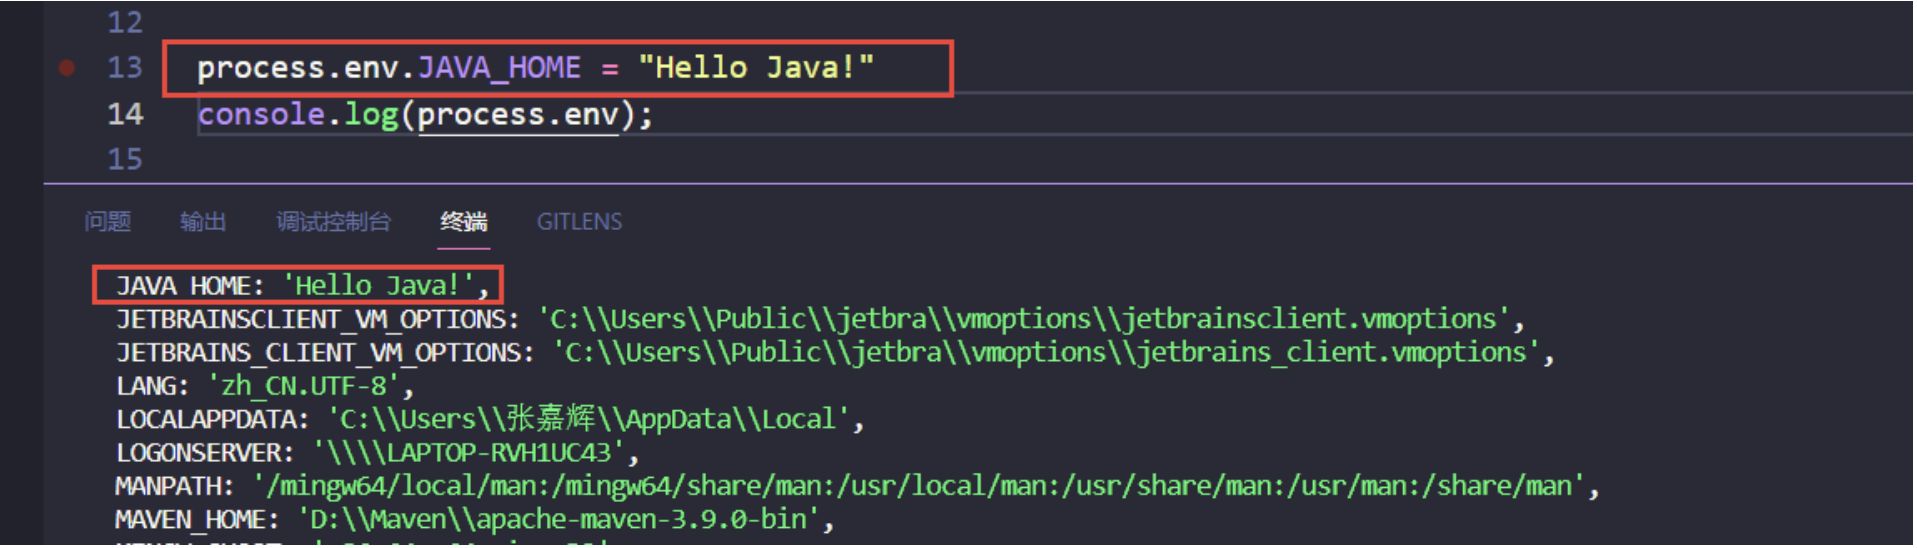 12
13 process.env.JAVA_HOME = "Hello Java!"
14 console.log(process.env);
15
问题 输出 调试控制台 终端 GITLENS
JAVA_HOME: 'Hello Java!',
JETBRAINSCLIENT_VM_OPTIONS: 'C:\\Users\\Public\\jetbra\\vmoptions\\jetbrainsclient.vmoptions',
JETBRAINS_CLIENT_VM_OPTIONS: 'C:\\Users\\Public\\jetbra\\vmoptions\\jetbrains_client.vmoptions',
LANG: 'zh_CN.UTF-8',
LOCALAPPDATA: 'C:\\Users\\张嘉辉\\AppData\\Local',
LOGONSERVER: '\\\\LAPTOP-RVH1UC43',
MANPATH: '/mingw64/local/man:/mingw64/share/man:/usr/local/man:/usr/share/man:/usr/man:/share/man',
MAVEN_HOME: 'D:\\Maven\\apache-maven-3.9.0-bin',